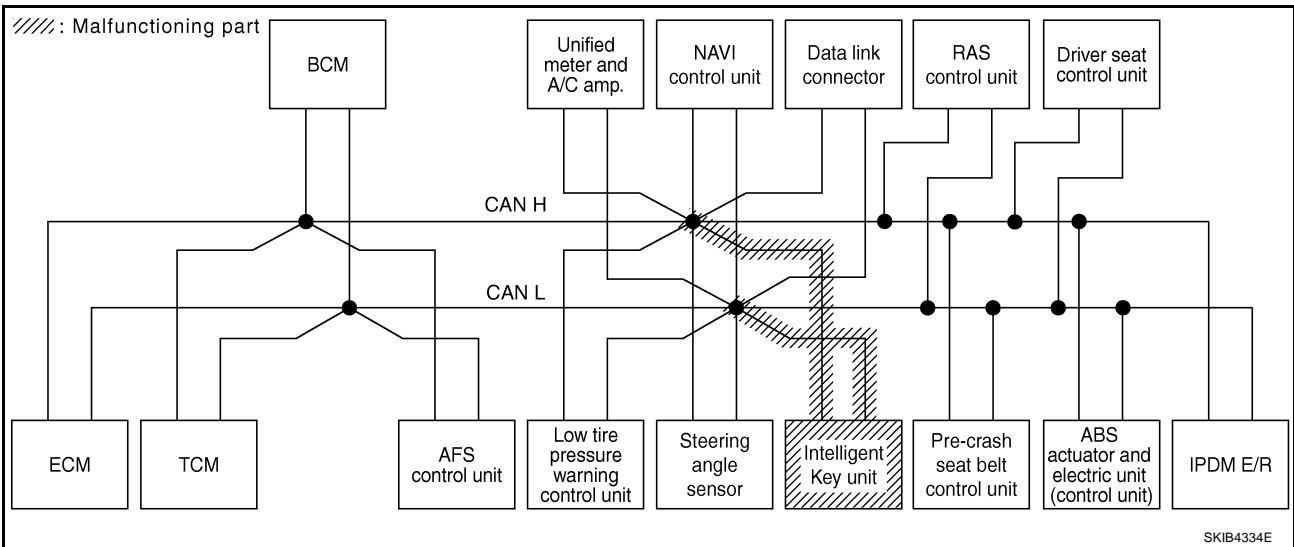 : Malfunctioning part
BCM
Unified
meter and
A/C amp.
NAVI
control unit
Data link
connector
RAS
control unit
Driver seat
control unit
CAN H
CAN L
ECM
TCM
AFS
control unit
Low tire
pressure
warning
control unit
Steering
angle
sensor
Intelligent
Key unit
Pre-crash
seat belt
control unit
ABS
actuator and
electric unit
(control unit)
IPDM E/R
SKIB4334E